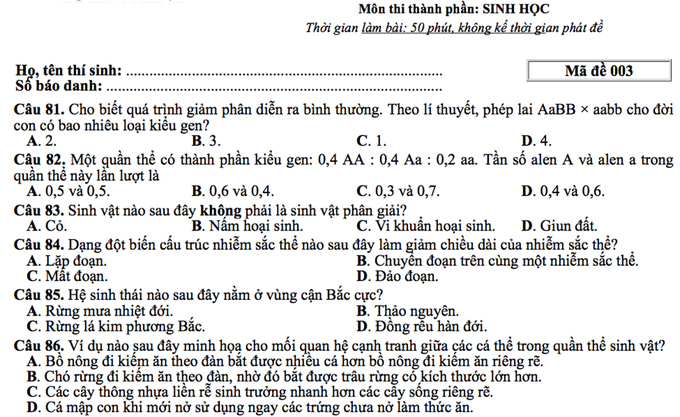 Môn thi thành phần: SINH HỌC
Thời gian làm bài: 50 phút, không kể thời gian phát đề
Họ, tên thí sinh: ........................................................................
Mã đề 003
Số báo danh: ............................................................................
Câu 81. Cho biết quá trình giảm phân diễn ra bình thường. Theo lí thuyết, phép lai AaBB × aabb cho đời
con có bao nhiêu loại kiểu gen?
A. 2. B. 3. C. 1. D. 4.
Câu 82. Một quần thể có thành phần kiểu gen: 0,4 AA : 0,4 Aa : 0,2 aa. Tần số alen A và alen a trong
quần thể này lần lượt là
A. 0,5 và 0,5. B. 0,6 và 0,4. C. 0,3 và 0,7. D. 0,4 và 0,6.
Câu 83. Sinh vật nào sau đây không phải là sinh vật phân giải?
A. Cỏ. B. Nấm hoại sinh. C. Vi khuẩn hoại sinh. D. Giun đất.
Câu 84. Dạng đột biến cấu trúc nhiễm sắc thể nào sau đây làm giảm chiều dài của nhiễm sắc thể?
A. Lặp đoạn. B. Chuyển đoạn trên cùng một nhiễm sắc thể.
C. Mất đoạn. D. Đảo đoạn.
Câu 85. Hệ sinh thái nào sau đây nằm ở vùng cận Bắc cực?
A. Rừng mưa nhiệt đới. B. Thảo nguyên.
C. Rừng lá kim phương Bắc. D. Đồng rêu hàn đới.
Câu 86. Ví dụ nào sau đây minh họa cho mối quan hệ cạnh tranh giữa các cá thể trong quần thể sinh vật?
A. Bồ nông đi kiếm ăn theo đàn bắt được nhiều cá hơn bồ nông đi kiếm ăn riêng rẽ.
B. Chó rừng đi kiếm ăn theo đàn, nhờ đó bắt được trâu rừng có kích thước lớn hơn.
C. Các cây thông nhựa liền rễ sinh trưởng nhanh hơn các cây sống riêng rẽ.
D. Cá mập con khi mới nở sử dụng ngay các trứng chưa nở làm thức ăn.